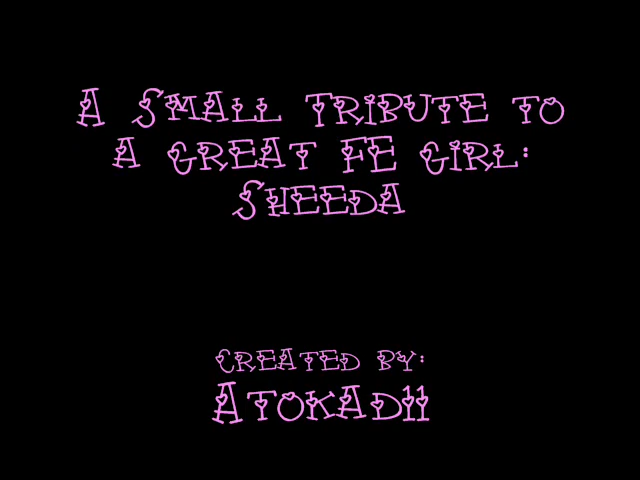 A SMALL TRIBUTE TO
A GREAT FE GIRL:
SHEEDA
CREATED BY:
ATOKAD11